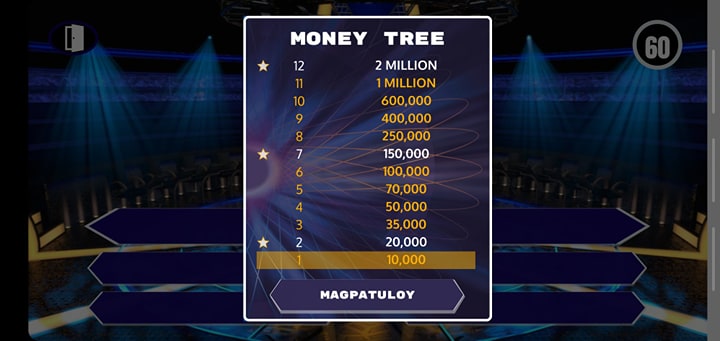 MONEY TREE
60
12 2 MILLION
11 1 MILLION
10 600,000
9 400,000
8 250,000
7 150,000
6 100,000
5 70,000
4 50,000
3 35,000
2 20,000
1 10,000
MAGPATULOY